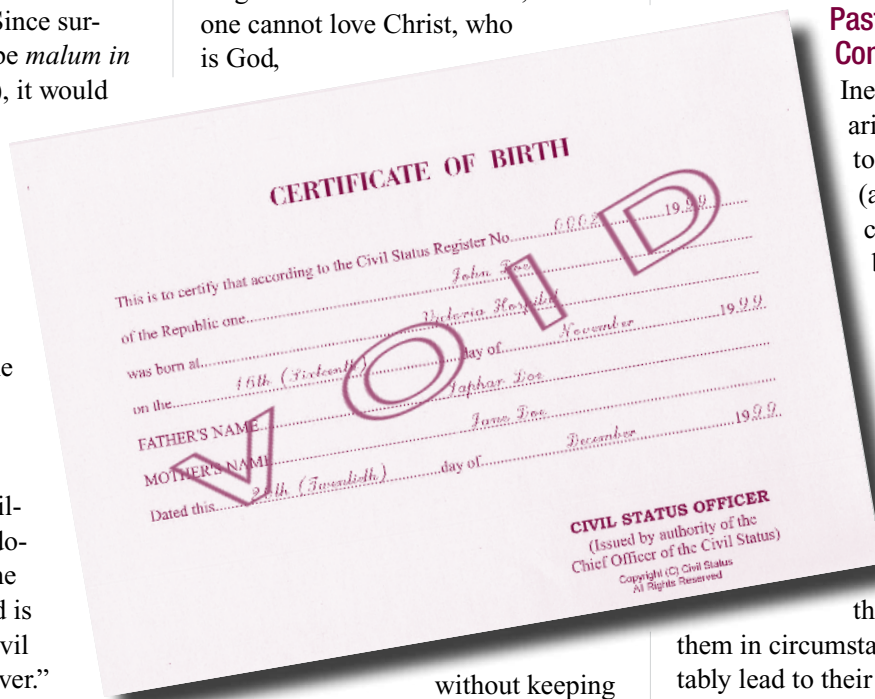 Since sur-
be malum in
), it would
one cannot love Christ, who
is God,
Past
Con
Ine
ari
to
(a
c
CERTIFICATE OF BIRTH
This is to certify that according to the Civil Status Register No. 0002 1999
of the Republic one John Doe
was born at Victoria Hospital
on the 16th (Sixteenth) day of November 1999
FATHER'S NAME Japhar Doe
MOTHER'S NAME Jane Doe
Dated this 20th (Twentieth) day of December 1999
VOID
CIVIL STATUS OFFICER
(Issued by authority of the
Chief Officer of the Civil Status)
Copyright (C) Civil Status
All Rights Reserved
il-
lo-
d is
vil
ver.”
without keeping
th
them in circumsta
tably lead to their